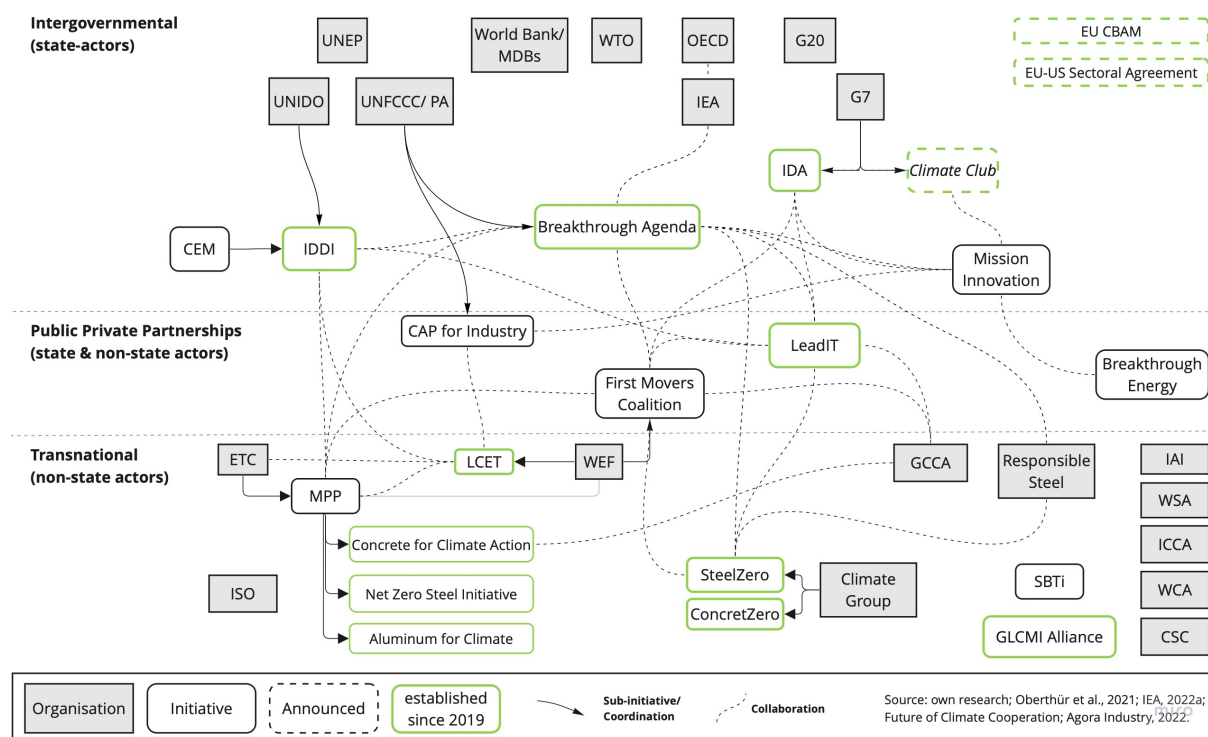 Intergovernmental
(state-actors)
UNEP
World Bank/
MDBs
WTO
OECD
G20
EU CBAM
EU-US Sectoral Agreement
UNIDO
UNFCCC/ PA
IEA
G7
IDA
Climate Club
CEM
IDDI
Breakthrough Agenda
Mission
Innovation
Public Private Partnerships
(state & non-state actors)
CAP for Industry
LeadIT
First Movers
Coalition
Breakthrough
Energy
Transnational
(non-state actors)
ETC
LCET
WEF
GCCA
Responsible
Steel
IAI
MPP
WSA
Concrete for Climate Action
ICCA
ISO
Net Zero Steel Initiative
SteelZero
Climate
Group
SBTi
WCA
ConcretZero
Aluminum for Climate
GLCMI Alliance
CSC
Organisation
Initiative
Announced
established
since 2019
Sub-initiative/
Coordination
Collaboration
Source: own research; Oberthür et al., 2021; IEA, 2022a;
Future of Climate Cooperation; Agora Industry, 2022.
miro